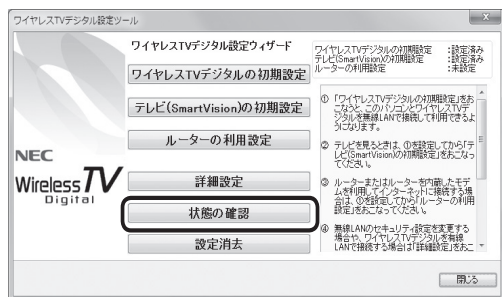 ワイヤレスTVデジタル設定ツール
ワイヤレスTVデジタル設定ウィザード
ワイヤレスTVデジタルの初期設定
テレビ(SmartVision)の初期設定
ルーターの利用設定
詳細設定
状態の確認
設定消去
NEC
Wireless TV
Digital
ワイヤレスTVデジタルの初期設定 :設定済み
テレビ(SmartVision)の初期設定 :設定済み
ルーターの利用設定 :未設定
① 「ワイヤレスTVデジタルの初期設定」をお
こなうと、このパソコンとワイヤレスTVデ
ジタルを無線LANで接続して利用できるよ
うになります。
② テレビを見るときは、①を設定してから「テ
レビ(SmartVision)の初期設定」をおこなっ
てください。
③ ルーターまたはルーターを内蔵したモデ
ムを利用してインターネットに接続する場
合は、①を設定してから「ルーターの利用
設定」をおこなってください。
④ 無線LANのセキュリティ設定を変更する
場合や、ワイヤレスTVデジタルを有線
LANで接続する場合は「詳細設定」をおこ
閉じる